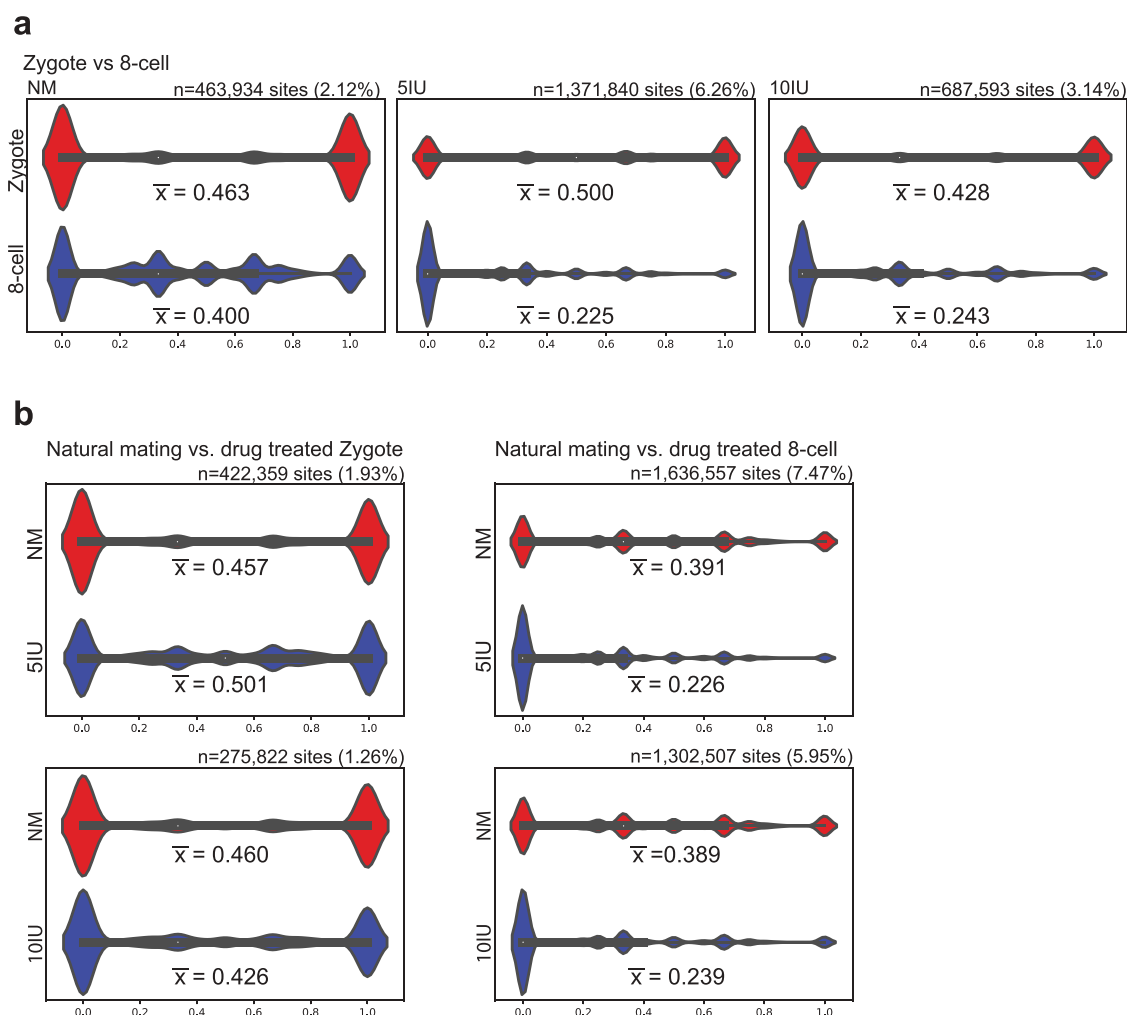 a
Zygote vs 8-cell
NM n=463,934 sites (2.12%) 5IU n=1,371,840 sites (6.26%) 10IU n=687,593 sites (3.14%)
Zygote
x̅ = 0.463 x̅ = 0.500 x̅ = 0.428
8-cell
x̅ = 0.400 x̅ = 0.225 x̅ = 0.243
0.0 0.2 0.4 0.6 0.8 1.0 0.0 0.2 0.4 0.6 0.8 1.0 0.0 0.2 0.4 0.6 0.8 1.0
b
Natural mating vs. drug treated Zygote Natural mating vs. drug treated 8-cell
n=422,359 sites (1.93%) n=1,636,557 sites (7.47%)
NM NM
x̅ = 0.457 x̅ = 0.391
5IU 5IU
x̅ = 0.501 x̅ = 0.226
0.0 0.2 0.4 0.6 0.8 1.0 0.0 0.2 0.4 0.6 0.8 1.0
n=275,822 sites (1.26%) n=1,302,507 sites (5.95%)
NM NM
x̅ = 0.460 x̅ =0.389
10IU 10IU
x̅ = 0.426 x̅ = 0.239
0.0 0.2 0.4 0.6 0.8 1.0 0.0 0.2 0.4 0.6 0.8 1.0